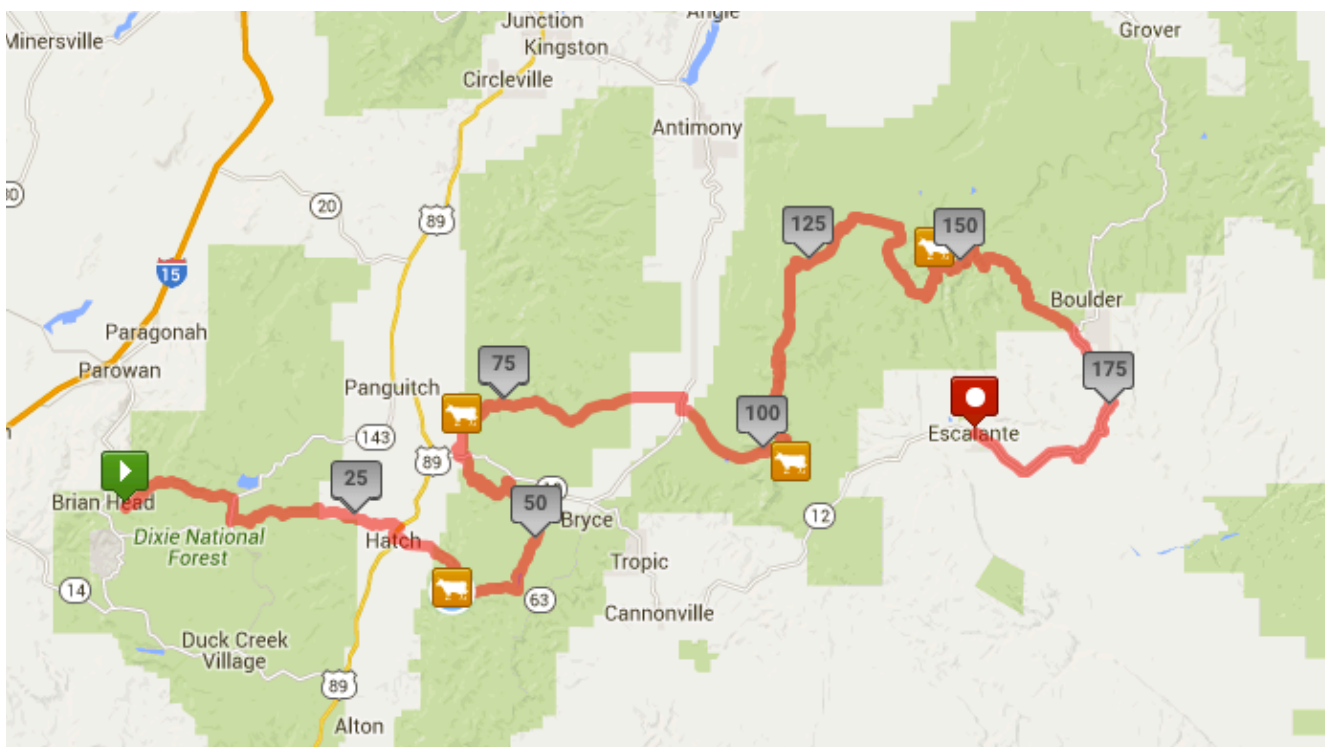 Angle
Junction
Grover
Minersville
Kingston
Circleville
Antimony
20
89
125
150
15
Boulder
Paragonah
Parowan
75
175
Panguitch
100
143
Escalante
89
25
Brian Head
50
12
Bryce
Dixie National
Forest
Hatch
Tropic
14
63
Cannonville
Duck Creek
Village
89
Alton